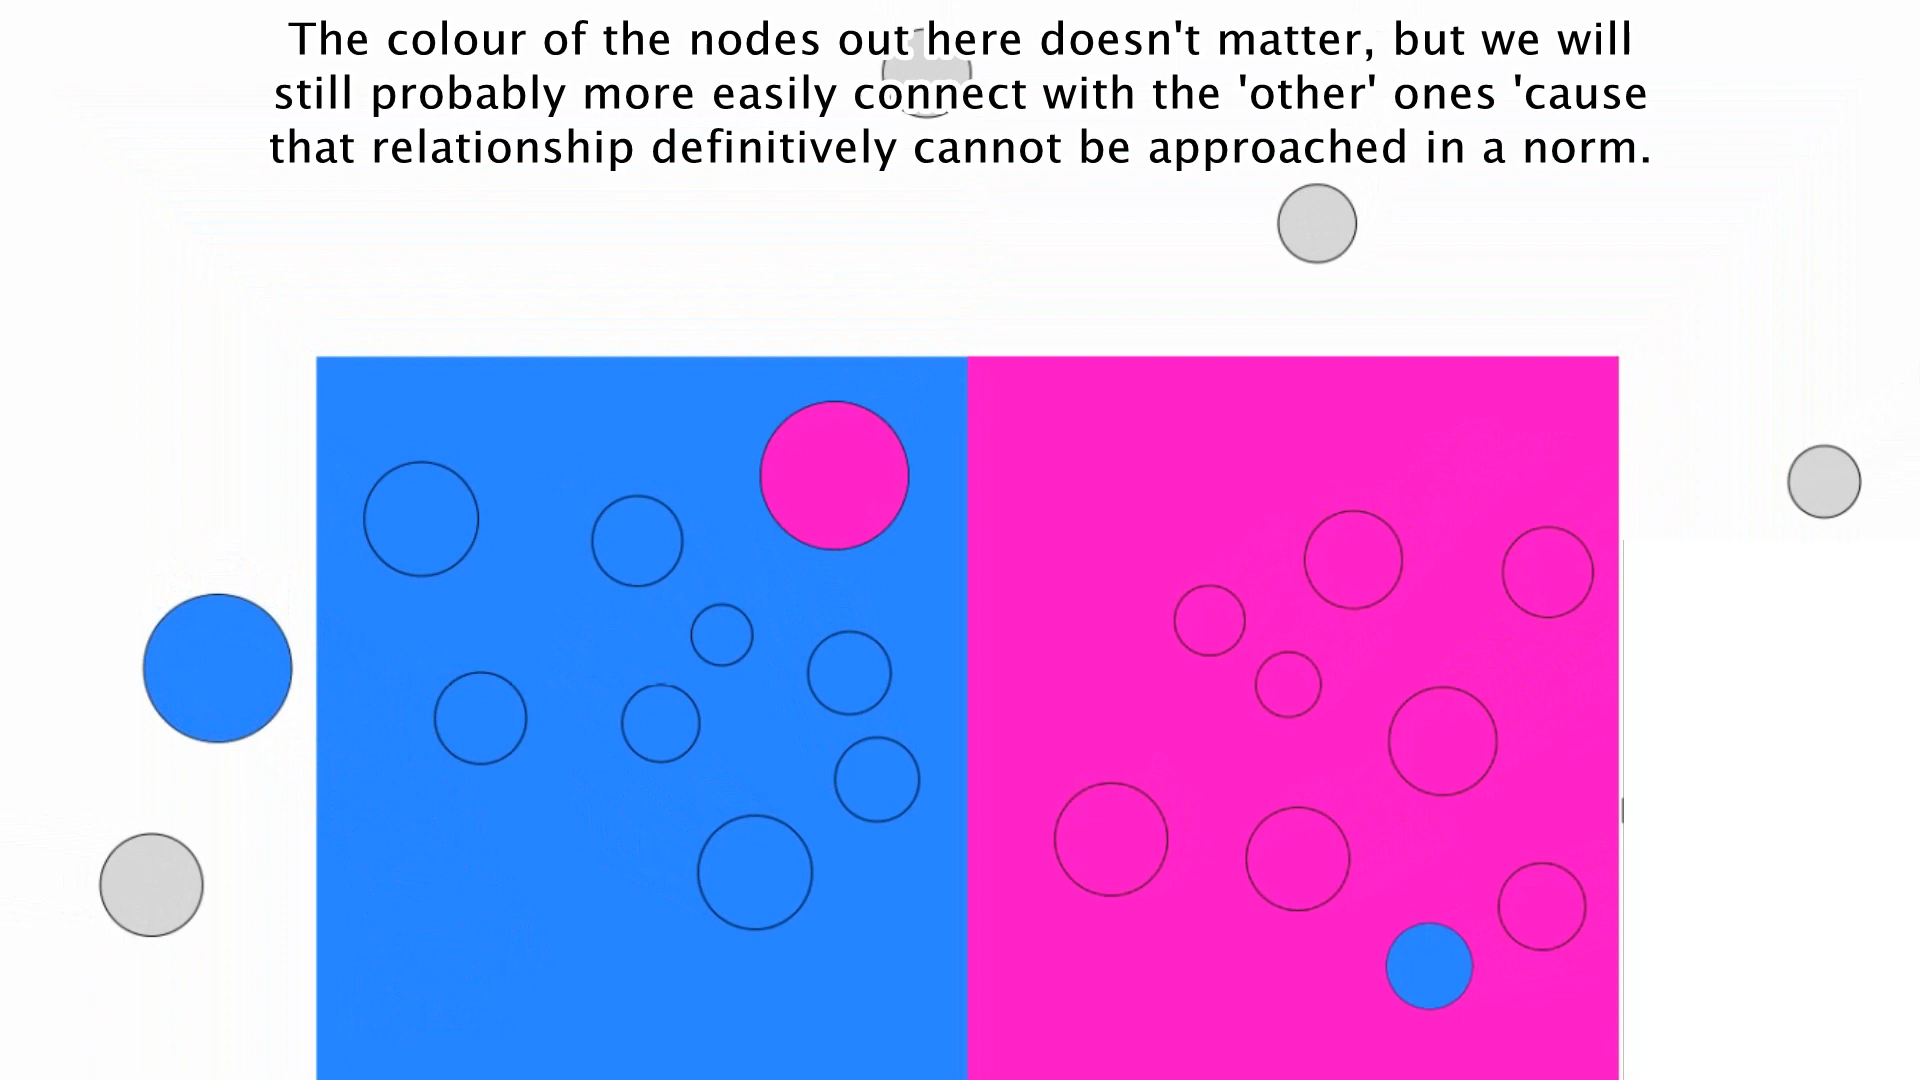 The colour of the nodes out here doesn't matter, but we will
still probably more easily connect with the 'other' ones 'cause
that relationship definitively cannot be approached in a norm.